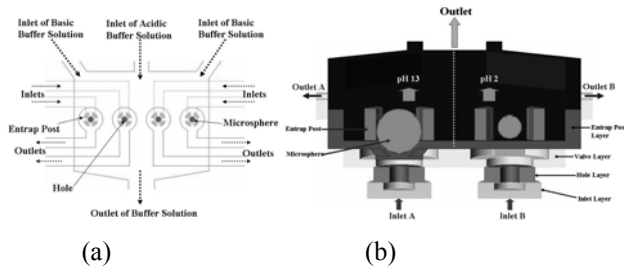 Inlet of Basic
Buffer Solution
Inlet of Acidic
Buffer Solution
Inlet of Basic
Buffer Solution
Inlets
Inlets
Entrap Post
Microsphere
Outlets
Outlets
Hole
Outlet of Buffer Solution
(a)
Outlet
Outlet A
pH 13
pH 2
Outlet B
Entrap Post
Microsphere
Entrap Post
Layer
Valve Layer
Hole Layer
Inlet Layer
Inlet A
Inlet B
(b)